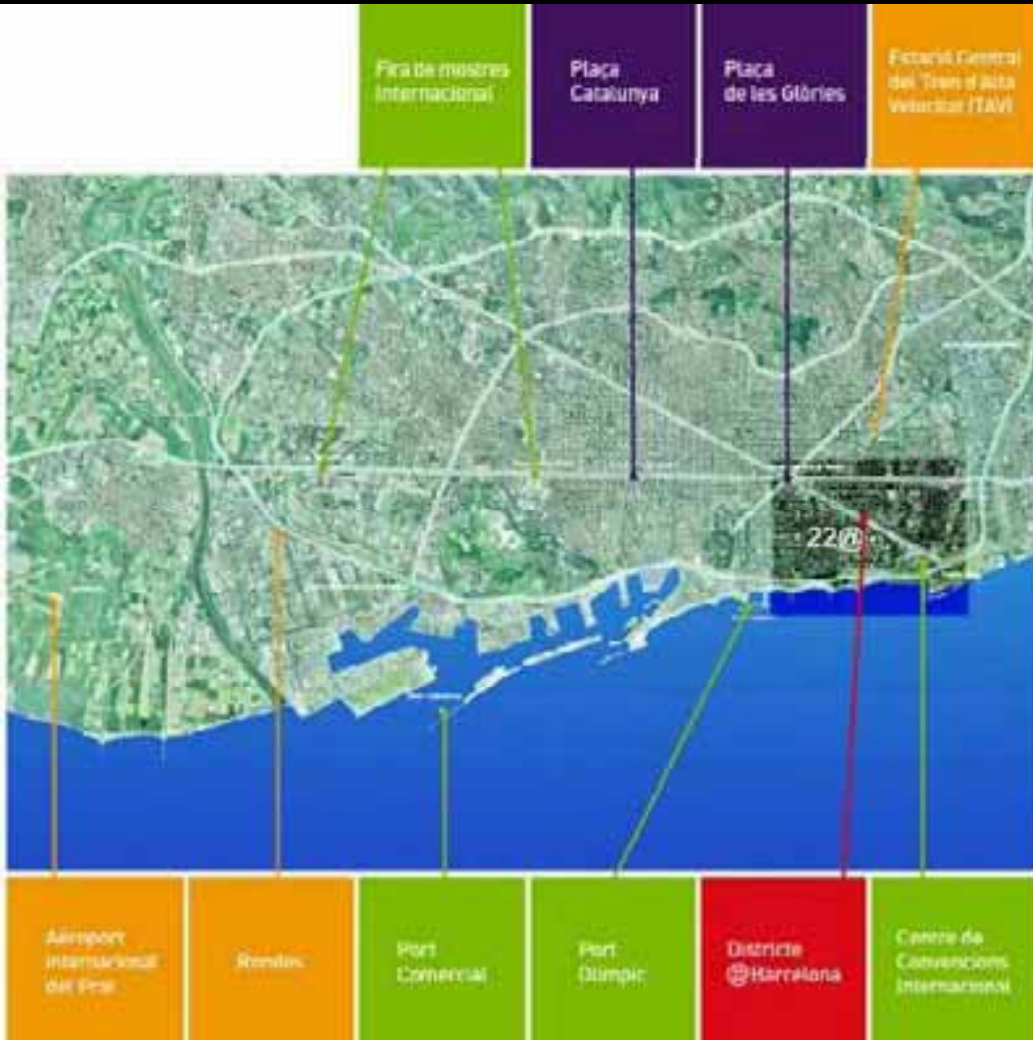 Fira de mostres
Internacional
Plaça
Catalunya
Plaça
de les Glòries
Estació Central
del Tren d'Alta
Velocitat (TAV)
22@
Aeroport
internacional
del Prat
Rondes
Port
Comercial
Port
Olímpic
Districte
@Barcelona
Centre de
Convencions
Internacional